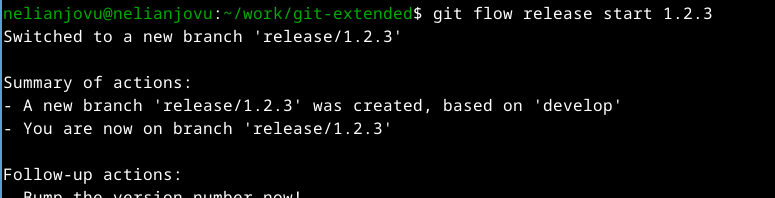 nelianjovu@nelianjovu:~/work/git-extended$ git flow release start 1.2.3
Switched to a new branch 'release/1.2.3'
Summary of actions:
- A new branch 'release/1.2.3' was created, based on 'develop'
- You are now on branch 'release/1.2.3'
Follow-up actions:
Bump the version number now!